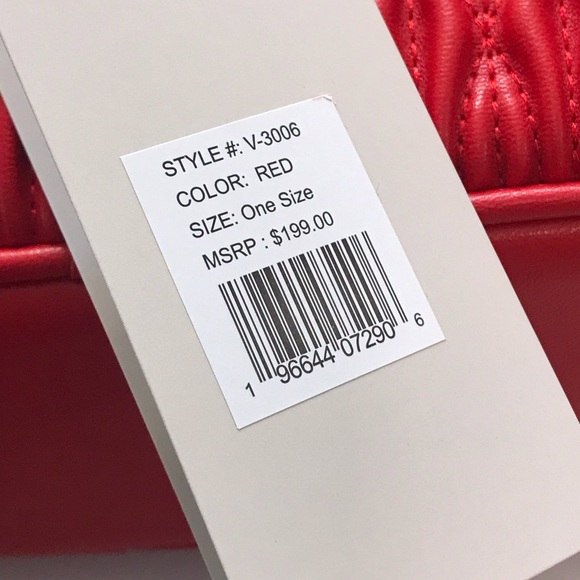 STYLE #: V-3006
COLOR: RED
SIZE: One Size
MSRP : $199.00
1 96644 07290 6